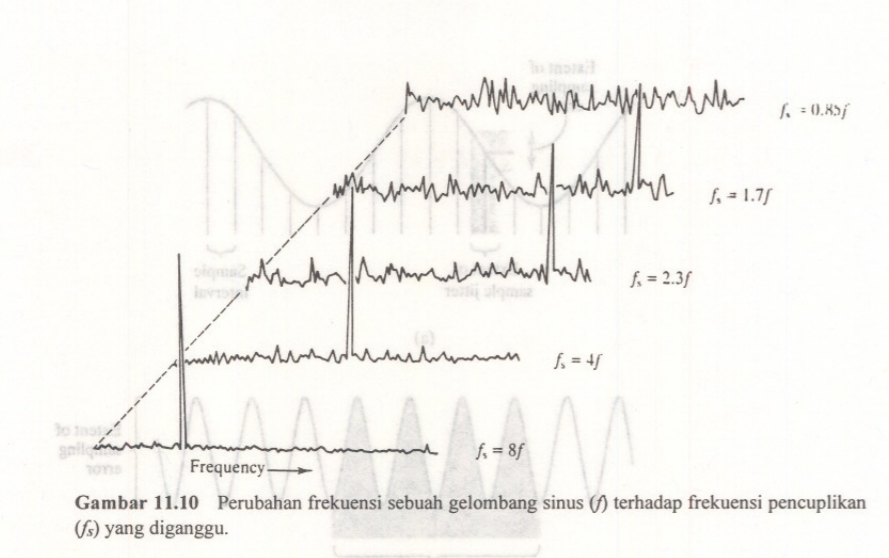 fₛ = 0.85f
fₛ = 1.7f
fₛ = 2.3f
fₛ = 4f
fₛ = 8f
Frequency
Gambar 11.10 Perubahan frekuensi sebuah gelombang sinus (f) terhadap frekuensi pencuplikan
(fₛ) yang diganggu.